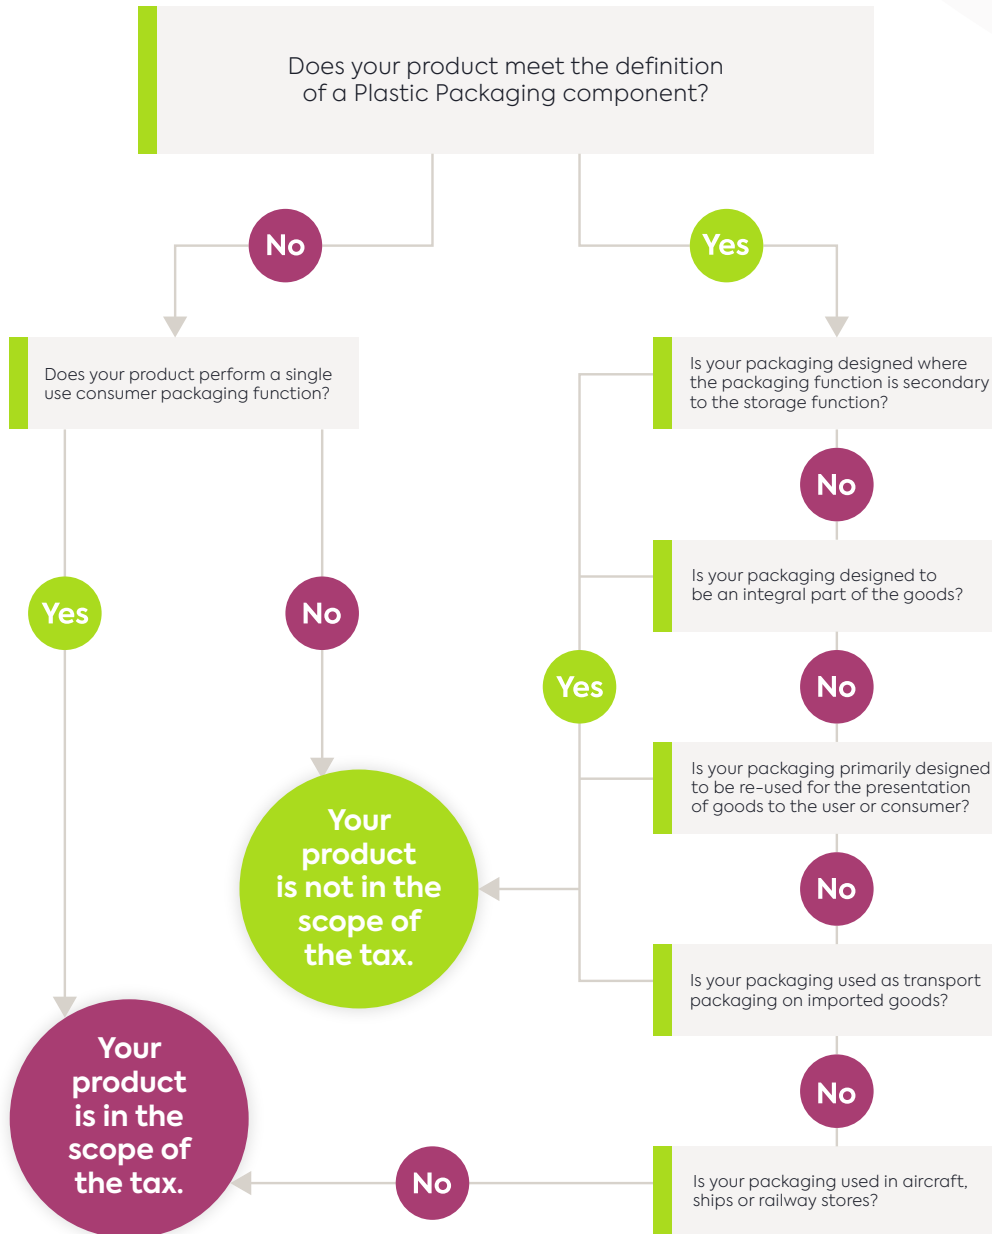 Does your product meet the definition
of a Plastic Packaging component?
No
Yes
Does your product perform a single
use consumer packaging function?
Is your packaging designed where
the packaging function is secondary
to the storage function?
No
Is your packaging designed to
be an integral part of the goods?
Yes
No
Yes
No
Is your packaging primarily designed
to be re-used for the presentation
of goods to the user or consumer?
Your
product
is not in the
scope of
the tax.
No
Is your packaging used as transport
packaging on imported goods?
Your
product
is in the
scope of
the tax.
No
No
Is your packaging used in aircraft,
ships or railway stores?